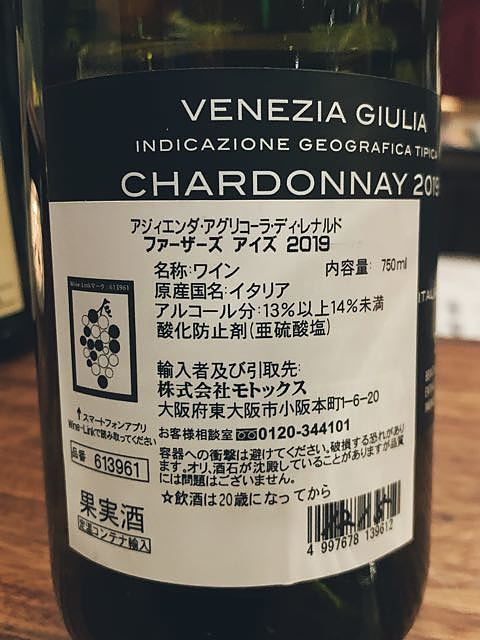 VENEZIA GIULIA
INDICAZIONE GEOGRAFICA TIPICA
CHARDONNAY 2019
アジィエンダ・アグリコーラ・ディ・レナルド
ファーザーズ アイズ 2019
名称:ワイン 内容量: 750ml
原産国名:イタリア
アルコール分:13%以上14%未満
酸化防止剤(亜硫酸塩)
Wine-Linkマーク 613961
輸入者及び引取先:
株式会社モトックス
大阪府東大阪市小阪本町1-6-20
↑スマートフォンアプリ
Wine-Linkで読み取ってください
お客様相談室 0120-344101
容器への衝撃は避けてください。破損する恐れがあり
ます。オリ、酒石が沈殿していることがありますが品質
には問題はございません。
品番 613961
☆飲酒は20歳になってから
果実酒
定温コンテナ輸入
4 997678 139612